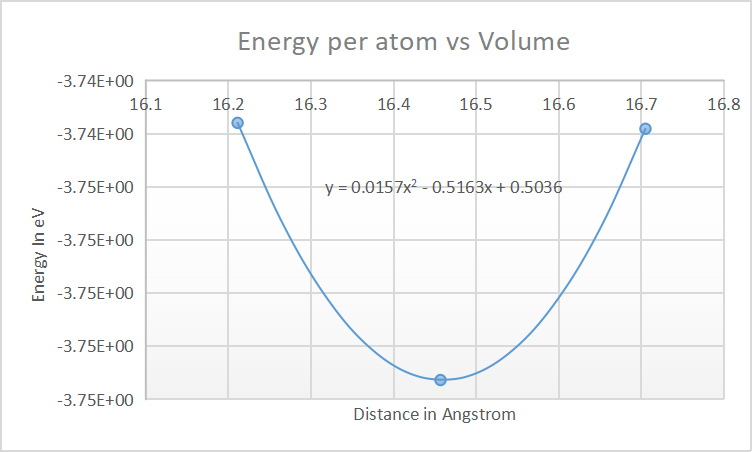 Energy per atom vs Volume
-3.74E+00
16.1 16.2 16.3 16.4 16.5 16.6 16.7 16.8
-3.74E+00
-3.75E+00
y = 0.0157x² - 0.5163x + 0.5036
-3.75E+00
-3.75E+00
-3.75E+00
-3.75E+00
Energy In eV
Distance in Angstrom